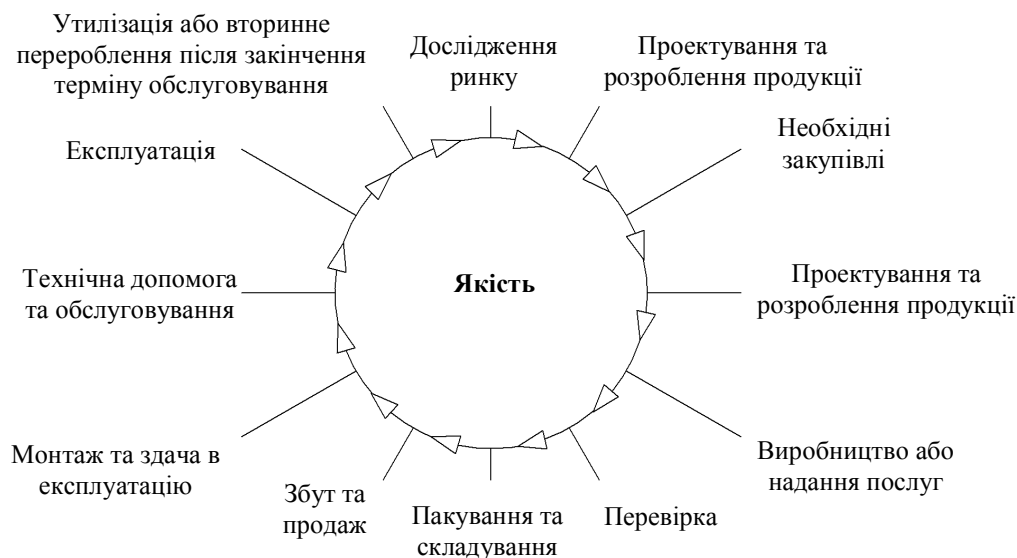 Утилізація або вторинне
перероблення після закінчення
терміну обслуговування
Дослідження
ринку
Проектування та
розроблення продукції
Необхідні
закупівлі
Експлуатація
Технічна допомога
та обслуговування
Якість
Проектування та
розроблення продукції
Монтаж та здача в
експлуатацію
Збут та
продаж
Пакування та
складування
Перевірка
Виробництво або
надання послуг